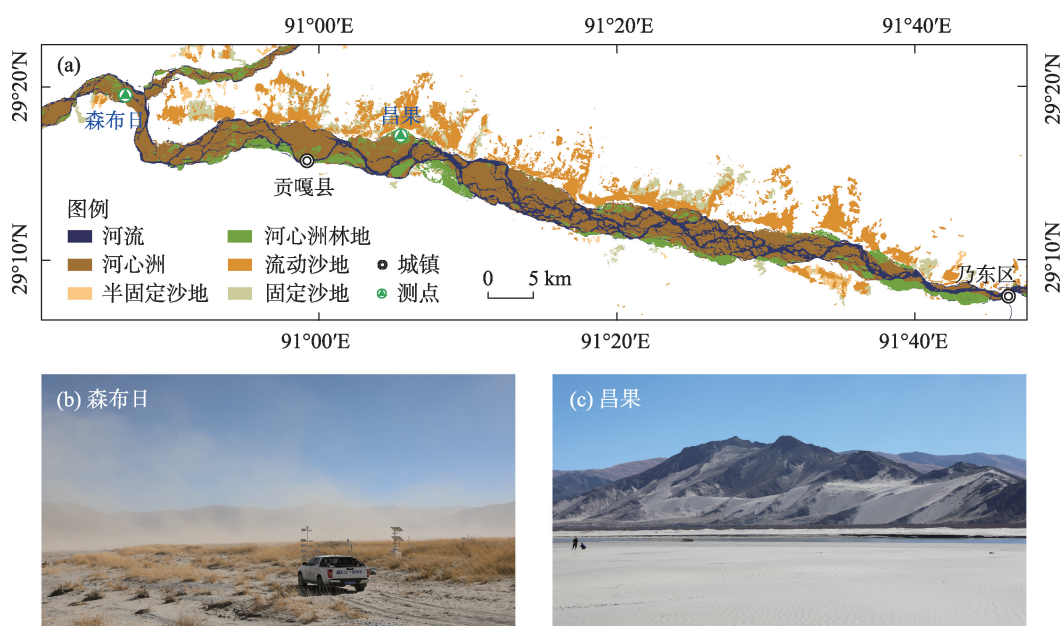 91°00′E
91°20′E
91°40′E
(a)
29°20′N
29°20′N
森布日
昌果
贡嘎县
图例
河流
河心洲林地
河心洲
流动沙地
城镇
半固定沙地
固定沙地
测点
0
5 km
乃东区
29°10′N
29°10′N
91°00′E
91°20′E
91°40′E
(b) 森布日
(c) 昌果